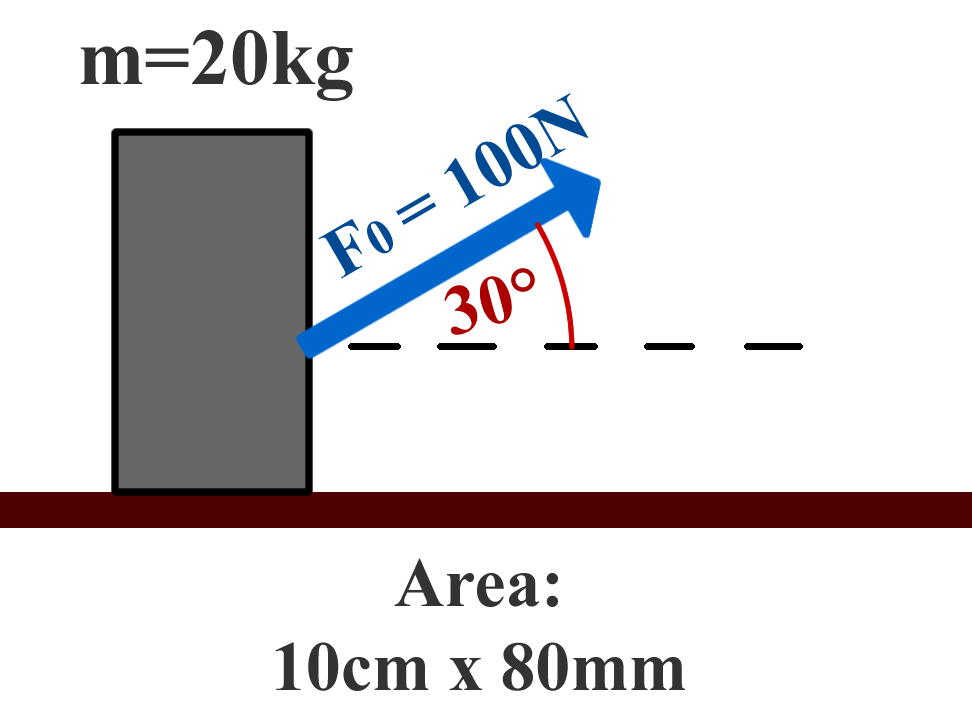 m=20kg
F₀ = 100N
30°
Area:
10cm x 80mm